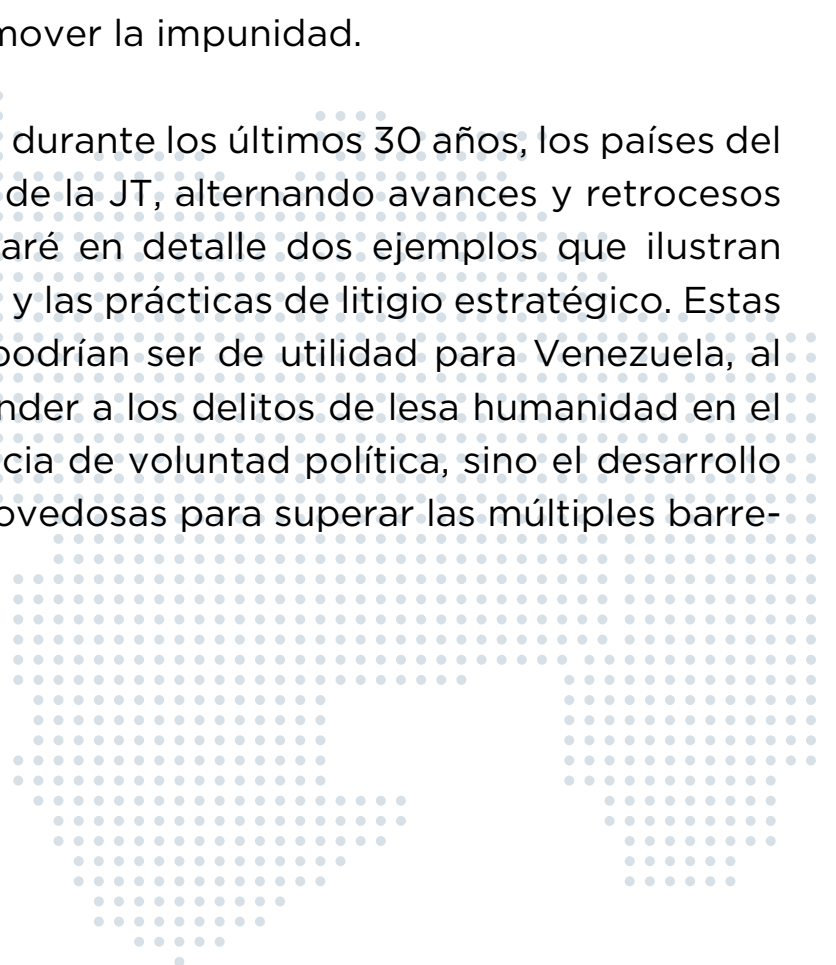 mover la impunidad.
durante los últimos 30 años, los países del
de la JT, alternando avances y retrocesos
aré en detalle dos ejemplos que ilustran
y las prácticas de litigio estratégico. Estas
podrían ser de utilidad para Venezuela, al
nder a los delitos de lesa humanidad en el
cia de voluntad política, sino el desarrollo
ovedosas para superar las múltiples barre-